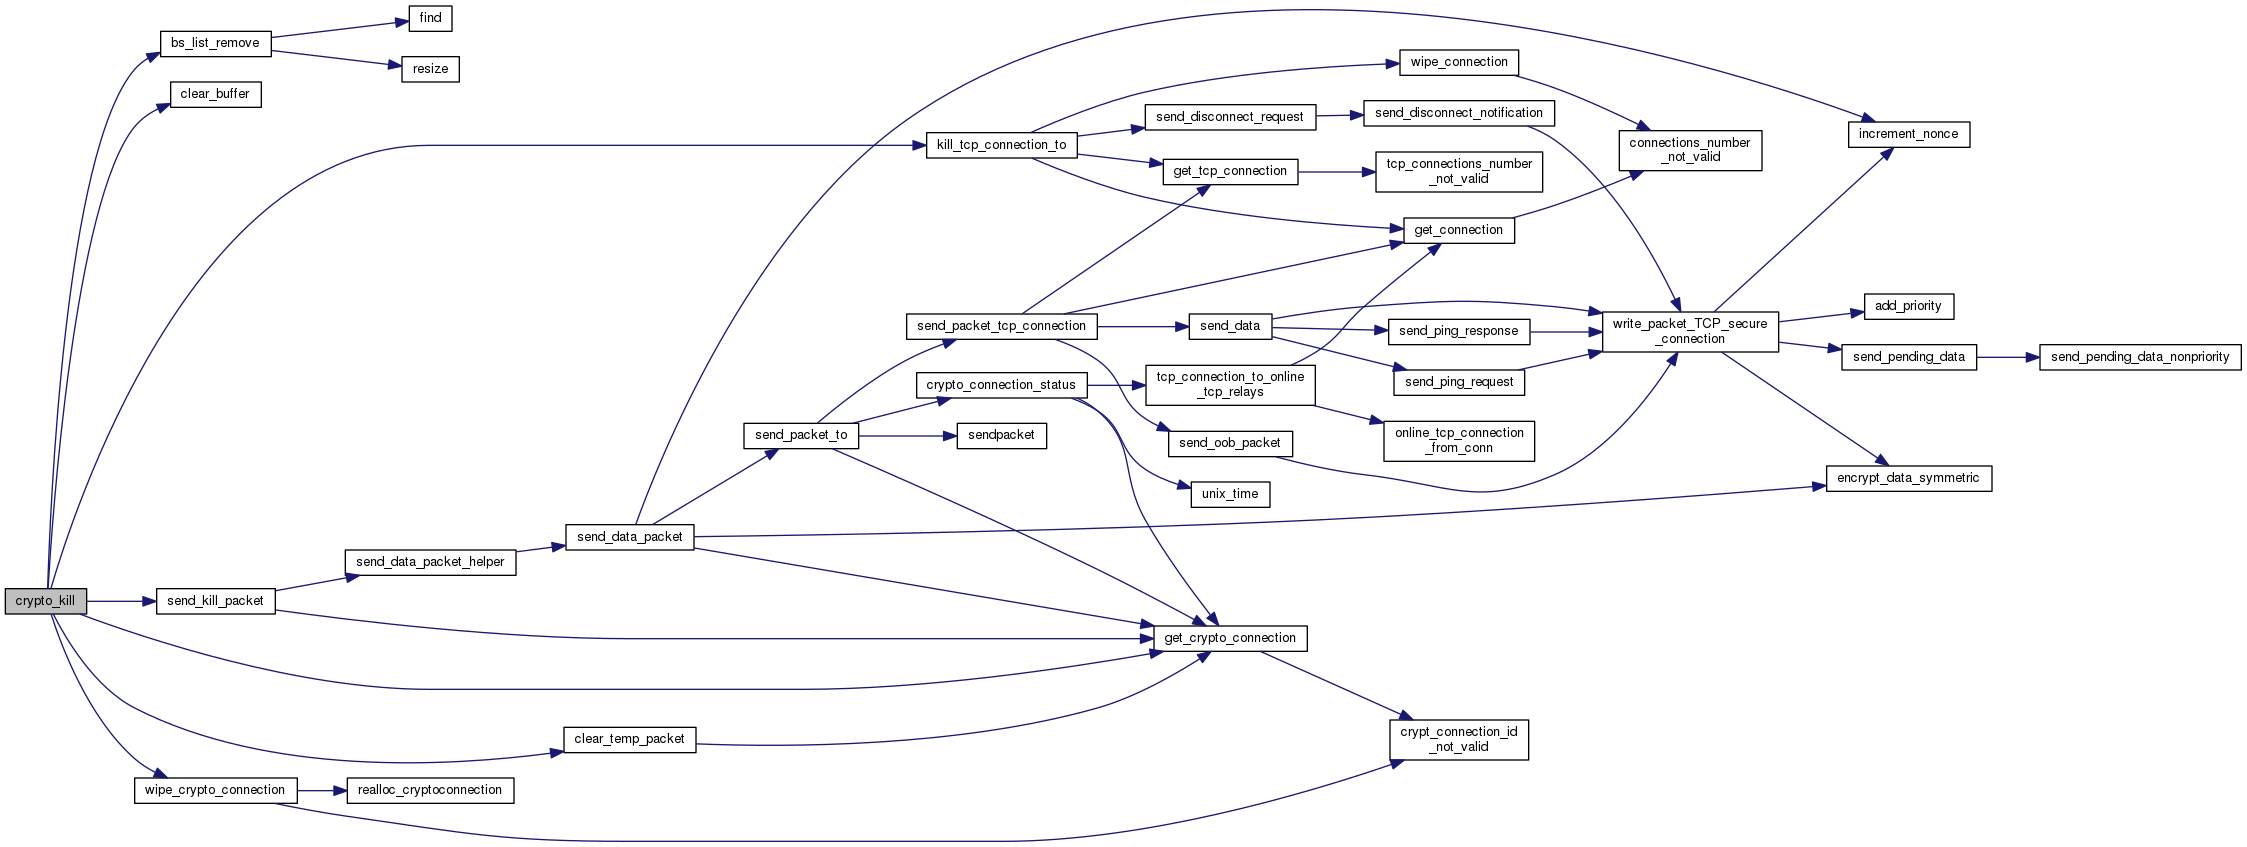 find
bs_list_remove
resize
clear_buffer
wipe_connection
send_disconnect_request
send_disconnect_notification
increment_nonce
kill_tcp_connection_to
connections_number
_not_valid
get_tcp_connection
tcp_connections_number
_not_valid
get_connection
add_priority
send_packet_tcp_connection
send_data
send_ping_response
write_packet_TCP_secure
_connection
send_pending_data
send_pending_data_nonpriority
crypto_connection_status
tcp_connection_to_online
_tcp_relays
send_ping_request
send_packet_to
sendpacket
send_oob_packet
online_tcp_connection
_from_conn
encrypt_data_symmetric
unix_time
send_data_packet
send_data_packet_helper
crypto_kill
send_kill_packet
get_crypto_connection
clear_temp_packet
crypt_connection_id
_not_valid
wipe_crypto_connection
realloc_cryptoconnection